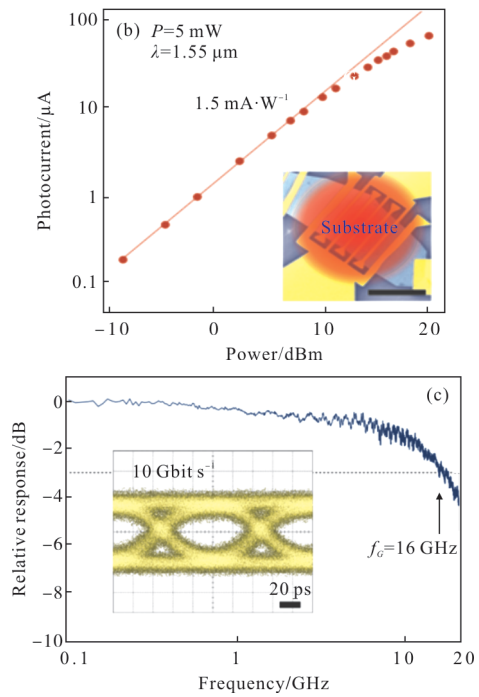 (b)
P=5 mW
λ=1.55 μm
1.5 mA·W⁻¹
Photocurrent/μA
100
10
1
0.1
Substrate
−10
0
10
20
Power/dBm
(c)
Relative response/dB
0
−2
−4
−6
−8
−10
10 Gbit s⁻¹
20 ps
f_G=16 GHz
0.1
1
10
20
Frequency/GHz